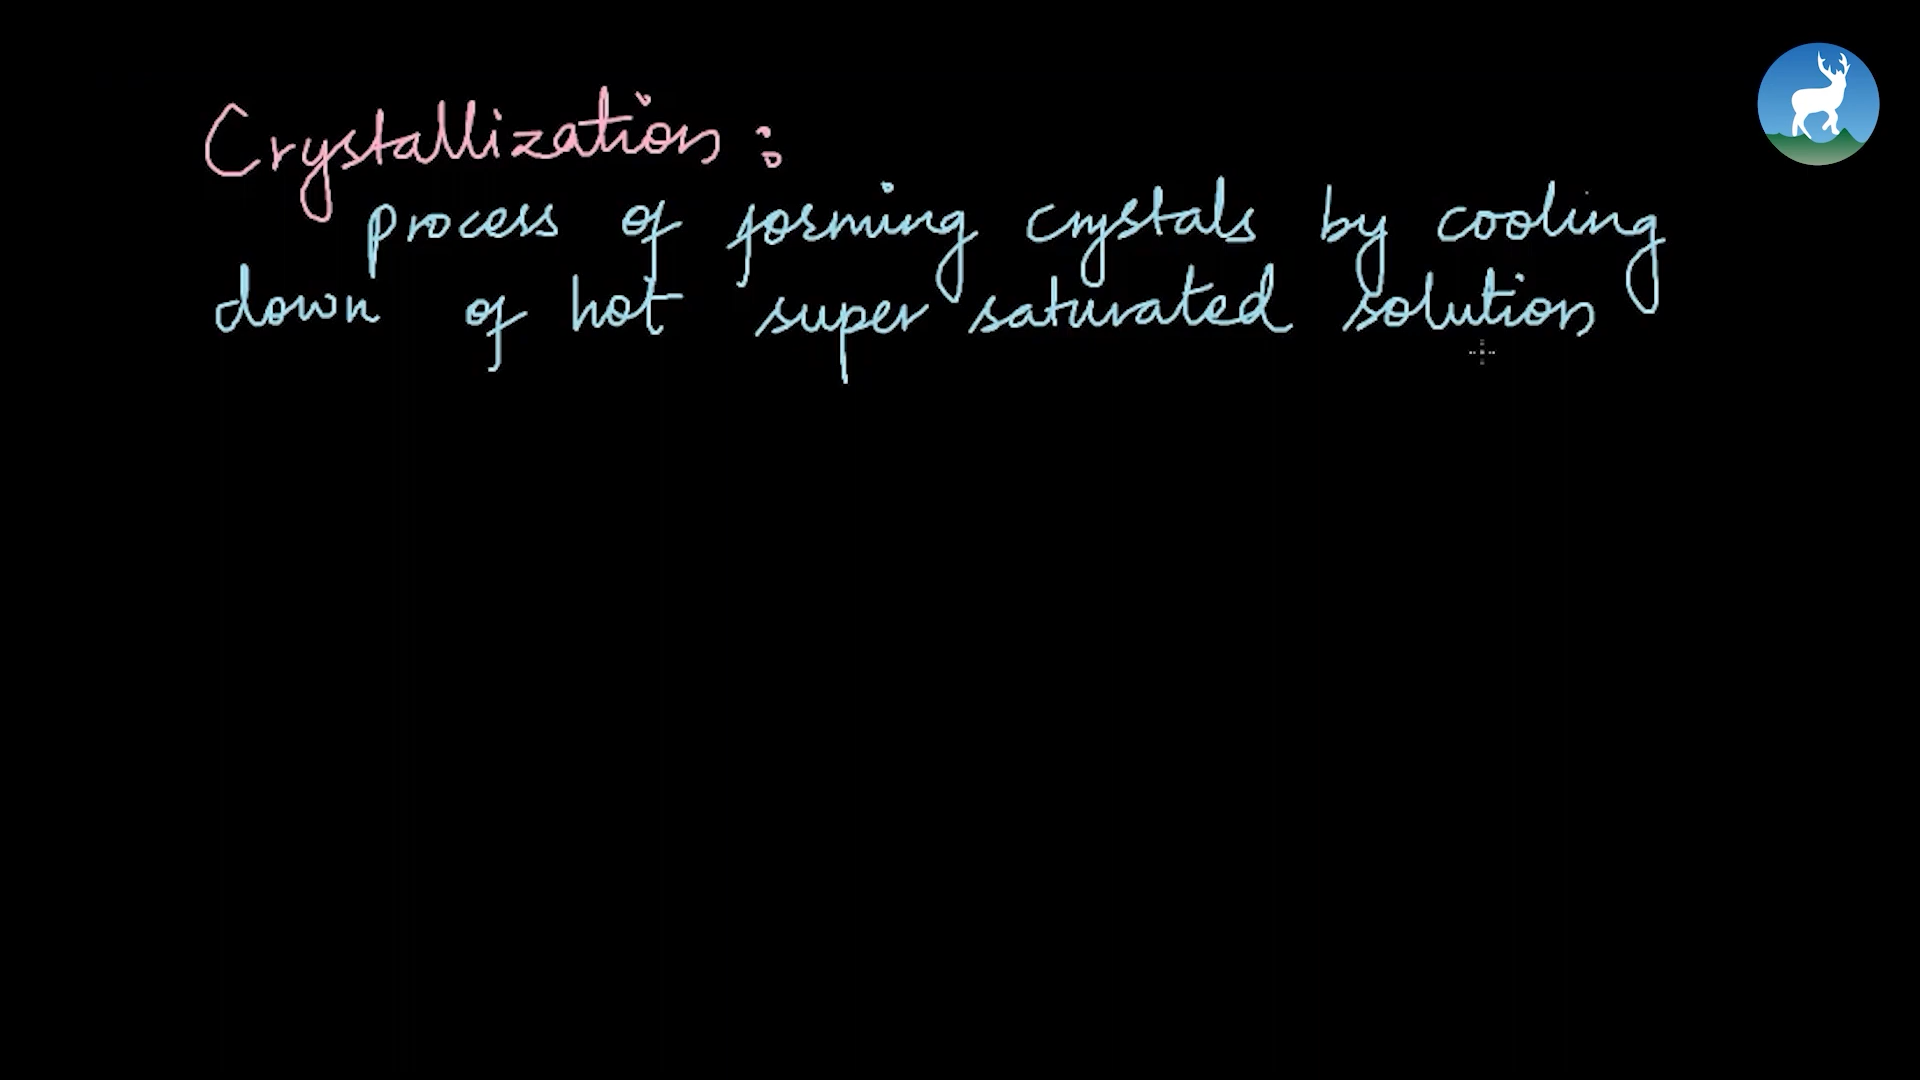 Crystallization :
process of forming crystals by cooling
down of hot super saturated solution